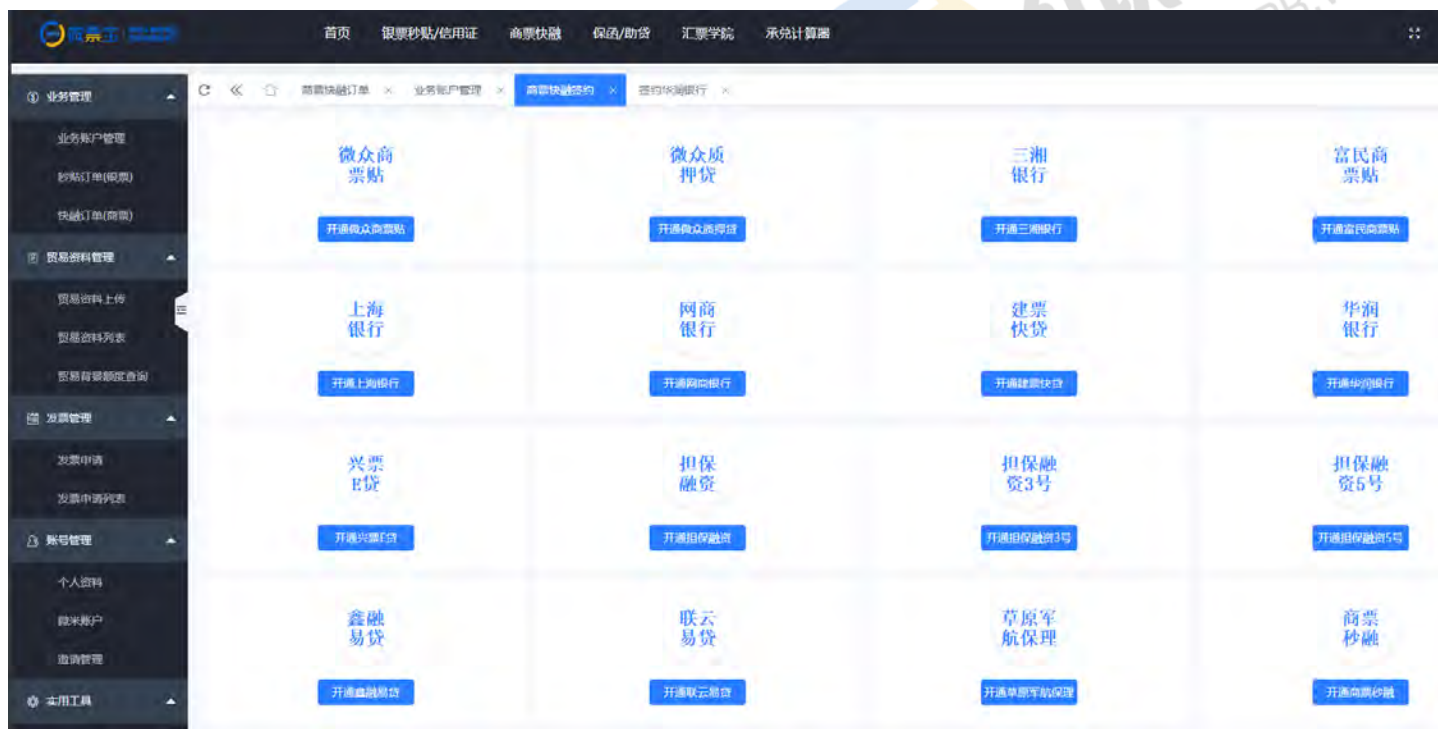 首页 银票秒贴/信用证 商票快融 保函/助贷 汇票学院 承兑计算器
商票快融订单 × 业务账户管理 × 商票快融签约 × 签约华润银行 ×
业务管理
业务账户管理
秒贴订单(银票)
快融订单(商票)
贸易资料管理
贸易资料上传
贸易资料列表
贸易背景额度查询
发票管理
发票申请
发票申请列表
账号管理
个人资料
微米账户
邀请管理
实用工具
微众商
票贴
开通微众商票贴
微众质
押贷
开通微众质押贷
三湘
银行
开通三湘银行
富民商
票贴
开通富民商票贴
上海
银行
开通上海银行
网商
银行
开通网商银行
建票
快贷
开通建票快贷
华润
银行
开通华润银行
兴票
E贷
开通兴票E贷
担保
融资
开通担保融资
担保融
资3号
开通担保融资3号
担保融
资5号
开通担保融资5号
鑫融
易贷
开通鑫融易贷
联云
易贷
开通联云易贷
草原军
航保理
开通草原军航保理
商票
秒融
开通商票秒融